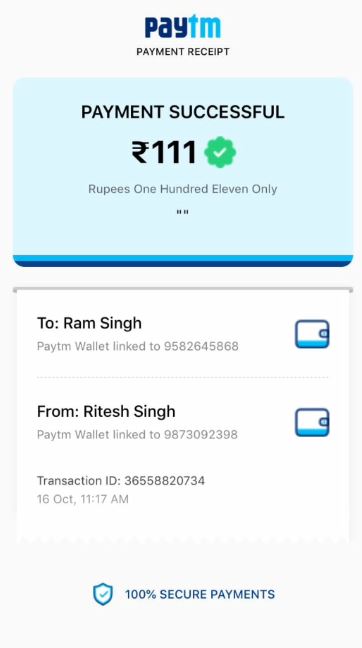 paytm
PAYMENT RECEIPT
PAYMENT SUCCESSFUL
₹111
Rupees One Hundred Eleven Only
""
To: Ram Singh
Paytm Wallet linked to 9582645868
From: Ritesh Singh
Paytm Wallet linked to 9873092398
Transaction ID: 36558820734
16 Oct, 11:17 AM
100% SECURE PAYMENTS